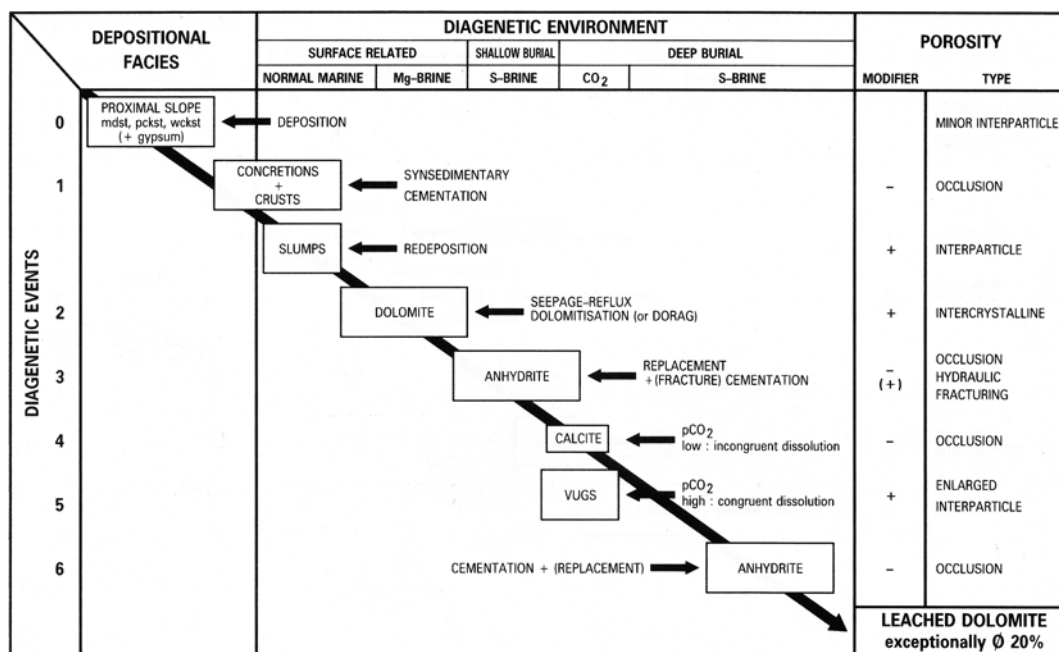 DEPOSITIONAL
FACIES
DIAGENETIC ENVIRONMENT
SURFACE RELATED
SHALLOW BURIAL
DEEP BURIAL
NORMAL MARINE
Mg-BRINE
S-BRINE
CO2
S-BRINE
POROSITY
MODIFIER
TYPE
DIAGENETIC EVENTS
0
PROXIMAL SLOPE
mdst, pckst, wckst
(+ gypsum)
DEPOSITION
MINOR INTERPARTICLE
1
CONCRETIONS
+
CRUSTS
SYNSEDIMENTARY
CEMENTATION
–
OCCLUSION
SLUMPS
REDEPOSITION
+
INTERPARTICLE
2
DOLOMITE
SEEPAGE-REFLUX
DOLOMITISATION (or DORAG)
+
INTERCRYSTALLINE
3
ANHYDRITE
REPLACEMENT
+(FRACTURE) CEMENTATION
–
(+)
OCCLUSION
HYDRAULIC
FRACTURING
4
CALCITE
pCO2
low : incongruent dissolution
–
OCCLUSION
5
VUGS
pCO2
high : congruent dissolution
+
ENLARGED
INTERPARTICLE
6
CEMENTATION + (REPLACEMENT)
ANHYDRITE
–
OCCLUSION
LEACHED DOLOMITE
exceptionally Ø 20%